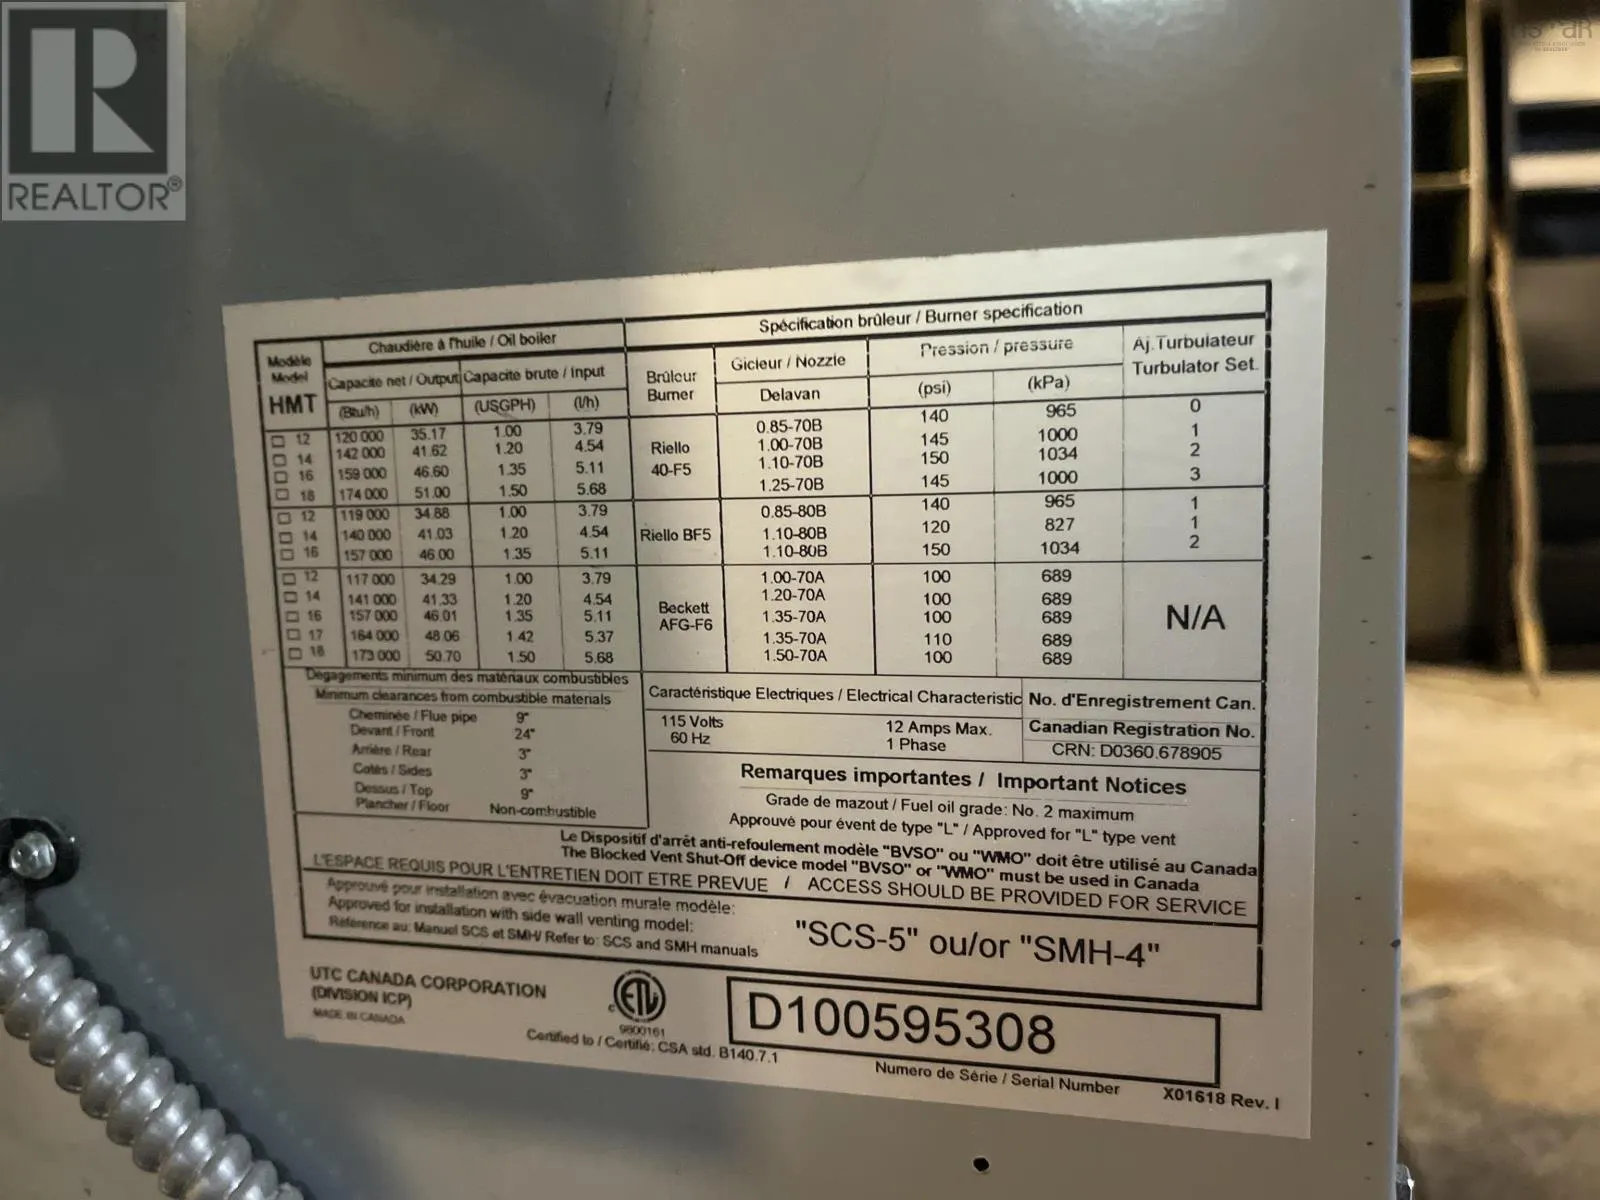 REALTOR®
Spécification brûleur / Burner specification
Chaudière à l'huile / Oil boiler
Modèle
Model
HMT
Capacité net / Output Capacité brute / Input
(Btu/h) (kW) (USGPH) (l/h)
Brûleur
Burner
Gicleur / Nozzle
Delavan
Pression / pressure
(psi) (kPa)
Aj. Turbulateur
Turbulator Set.
12 120 000 35.17 1.00 3.79 0.85-70B 140 965 0
14 142 000 41.62 1.20 4.54 Riello 1.00-70B 145 1000 1
16 159 000 46.60 1.35 5.11 40-F5 1.10-70B 150 1034 2
18 174 000 51.00 1.50 5.68 1.25-70B 145 1000 3
12 119 000 34.88 1.00 3.79 0.85-80B 140 965 1
14 140 000 41.03 1.20 4.54 Riello BF5 1.10-80B 120 827 1
16 157 000 46.00 1.35 5.11 1.10-80B 150 1034 2
12 117 000 34.29 1.00 3.79 1.00-70A 100 689
14 141 000 41.33 1.20 4.54 Beckett 1.20-70A 100 689
16 157 000 46.01 1.35 5.11 AFG-F6 1.35-70A 100 689 N/A
17 164 000 48.06 1.42 5.37 1.35-70A 110 689
18 173 000 50.70 1.50 5.68 1.50-70A 100 689
Dégagements minimum des matériaux combustibles
Minimum clearances from combustible materials
Cheminée / Flue pipe 9"
Devant / Front 24"
Arrière / Rear 3"
Cotés / Sides 3"
Dessus / Top 9"
Plancher / Floor Non-combustible
Caractéristique Electriques / Electrical Characteristic
115 Volts 12 Amps Max.
60 Hz 1 Phase
No. d'Enregistrement Can.
Canadian Registration No.
CRN: D0360.678905
Remarques importantes / Important Notices
Grade de mazout / Fuel oil grade: No. 2 maximum
Approuvé pour évent de type "L" / Approved for "L" type vent
Le Dispositif d'arrêt anti-refoulement modèle "BVSO" ou "WMO" doit être utilisé au Canada
The Blocked Vent Shut-Off device model "BVSO" or "WMO" must be used in Canada
L'ESPACE REQUIS POUR L'ENTRETIEN DOIT ETRE PREVUE / ACCESS SHOULD BE PROVIDED FOR SERVICE
Approuvé pour installation avec évacuation murale modèle:
Approved for installation with side wall venting model:
Référence au: Manuel SCS et SMH/ Refer to: SCS and SMH manuals
"SCS-5" ou/or "SMH-4"
UTC CANADA CORPORATION
(DIVISION ICP)
MADE IN CANADA
C ETL
9800161
Certified to / Certifié: CSA std. B140.7.1
D100595308
Numero de Série / Serial Number
X01618 Rev. I